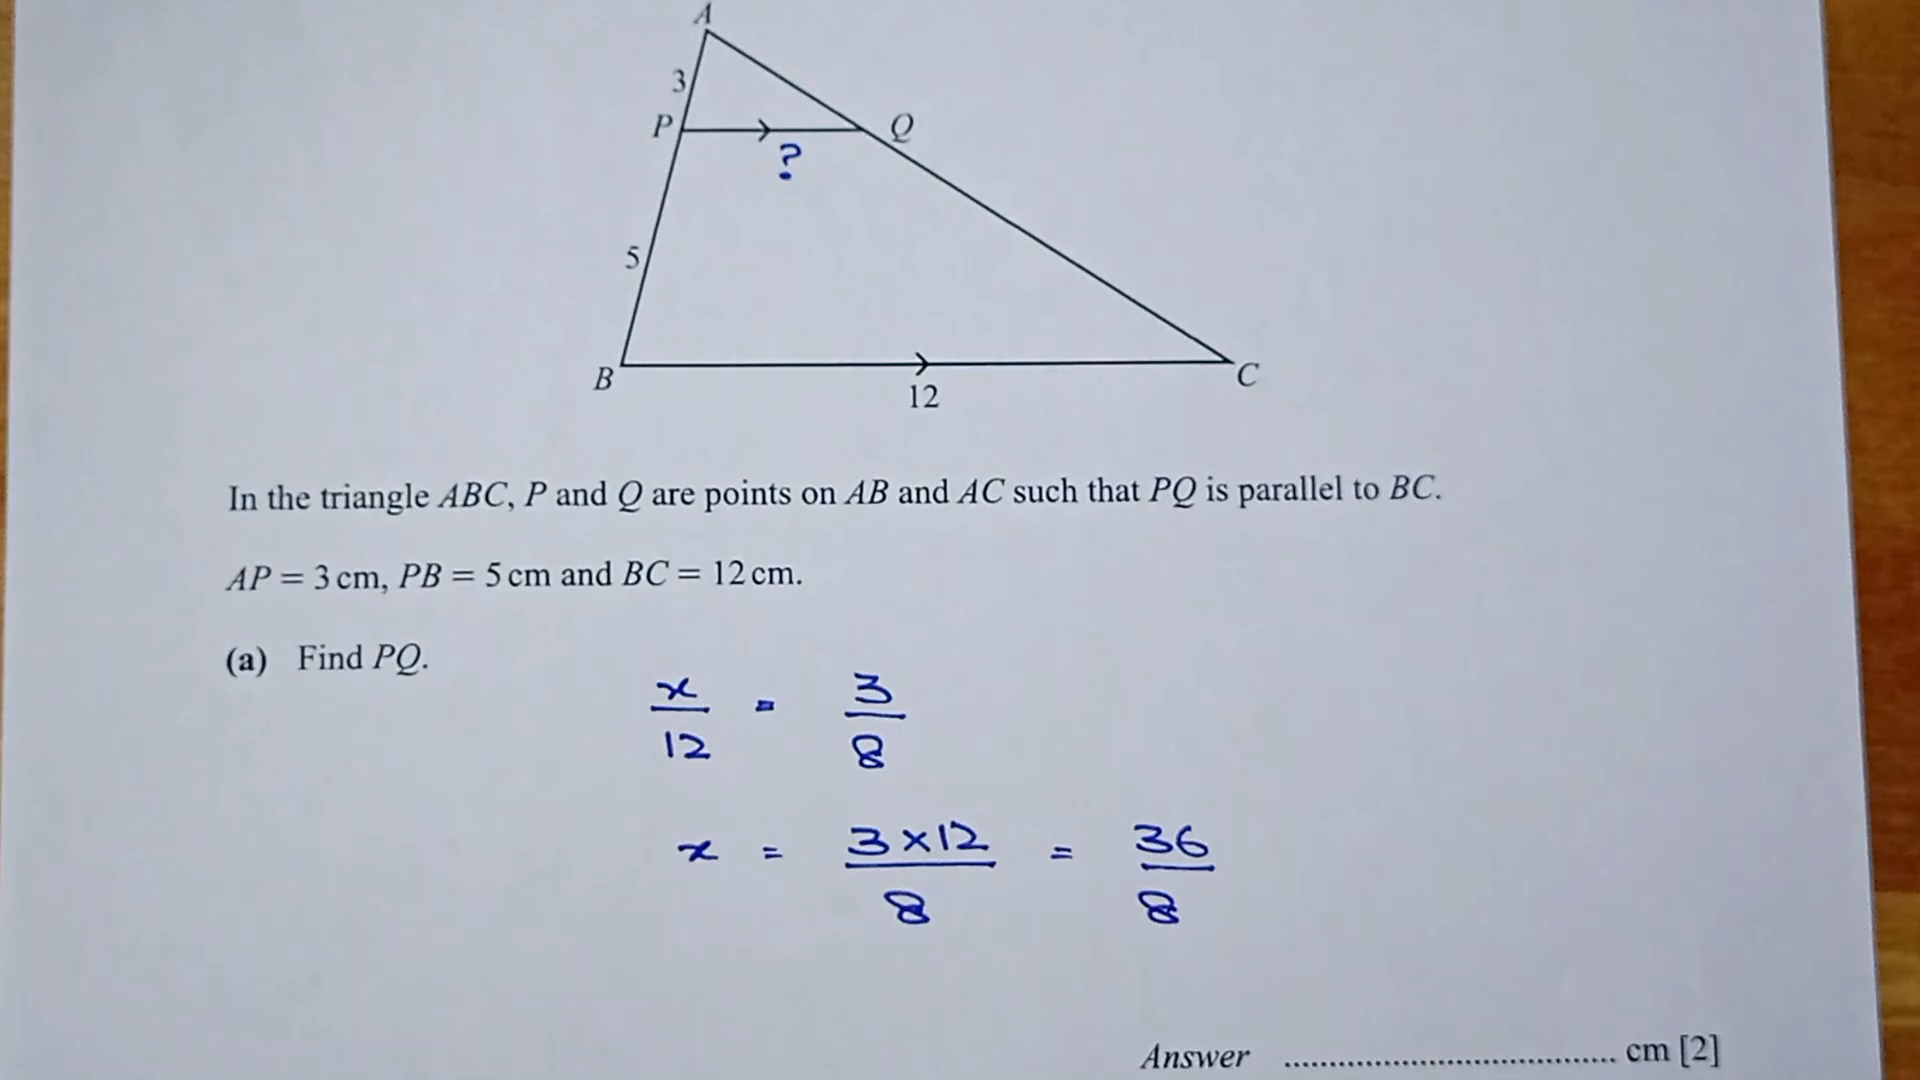 A
3
P
Q
?
5
B
C
12
In the triangle ABC, P and Q are points on AB and AC such that PQ is parallel to BC.
AP = 3 cm, PB = 5 cm and BC = 12 cm.
(a) Find PQ.
x/12 = 3/8
x = 3×12/8 = 36/8
Answer .................................... cm [2]